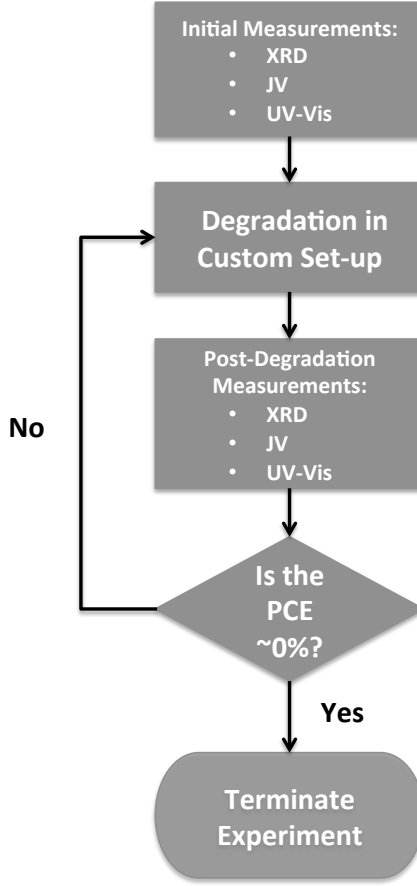 Initial Measurements:
• XRD
• JV
• UV-Vis
Degradation in
Custom Set-up
Post-Degradation
Measurements:
• XRD
• JV
• UV-Vis
No
Is the
PCE
~0%?
Yes
Terminate
Experiment